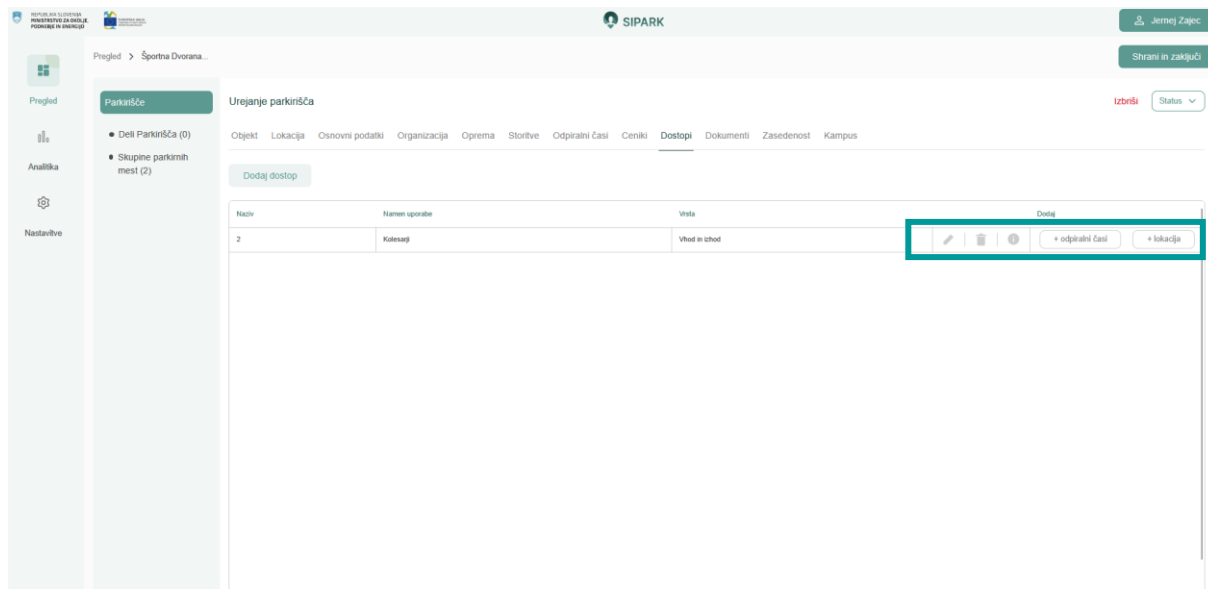 REPUBLIKA SLOVENIJA
MINISTRSTVO ZA OKOLJE,
PODNEBJE IN ENERGIJO
SIPARK
Jernej Zajec
Pregled > Športna Dvorana...
Shrani in zaključi
Pregled
Analitika
Nastavitve
Parkirišče
Deli Parkirišča (0)
Skupine parkirnih
mest (2)
Urejanje parkirišča
Izbriši
Status
Objekt Lokacija Osnovni podatki Organizacija Oprema Storitve Odpiralni časi Ceniki Dostopi Dokumenti Zasedenost Kampus
Dodaj dostop
Naziv Namen uporabe Vrsta Dodaj
2 Kolesarji Vhod in izhod + odpiralni časi + lokacija